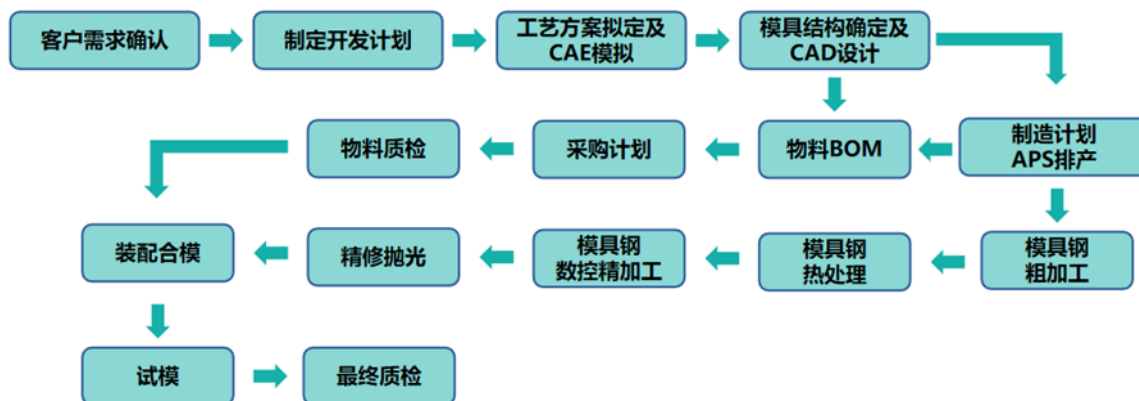 客户需求确认
制定开发计划
工艺方案拟定及
CAE模拟
模具结构确定及
CAD设计
物料质检
采购计划
物料BOM
制造计划
APS排产
装配合模
精修抛光
模具钢
数控精加工
模具钢
热处理
模具钢
粗加工
试模
最终质检